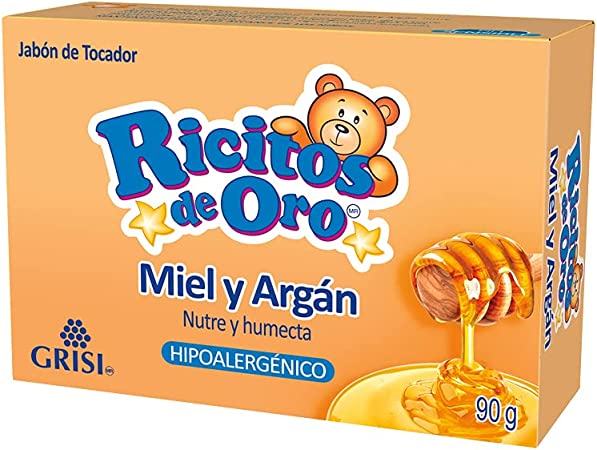 Jabón de Tocador
Ricitos
de Oro MR
Miel y Argán
Nutre y humecta
HIPOALERGÉNICO
GRISI MR
90 g
Ricitos
de Oro
Miel y Argán